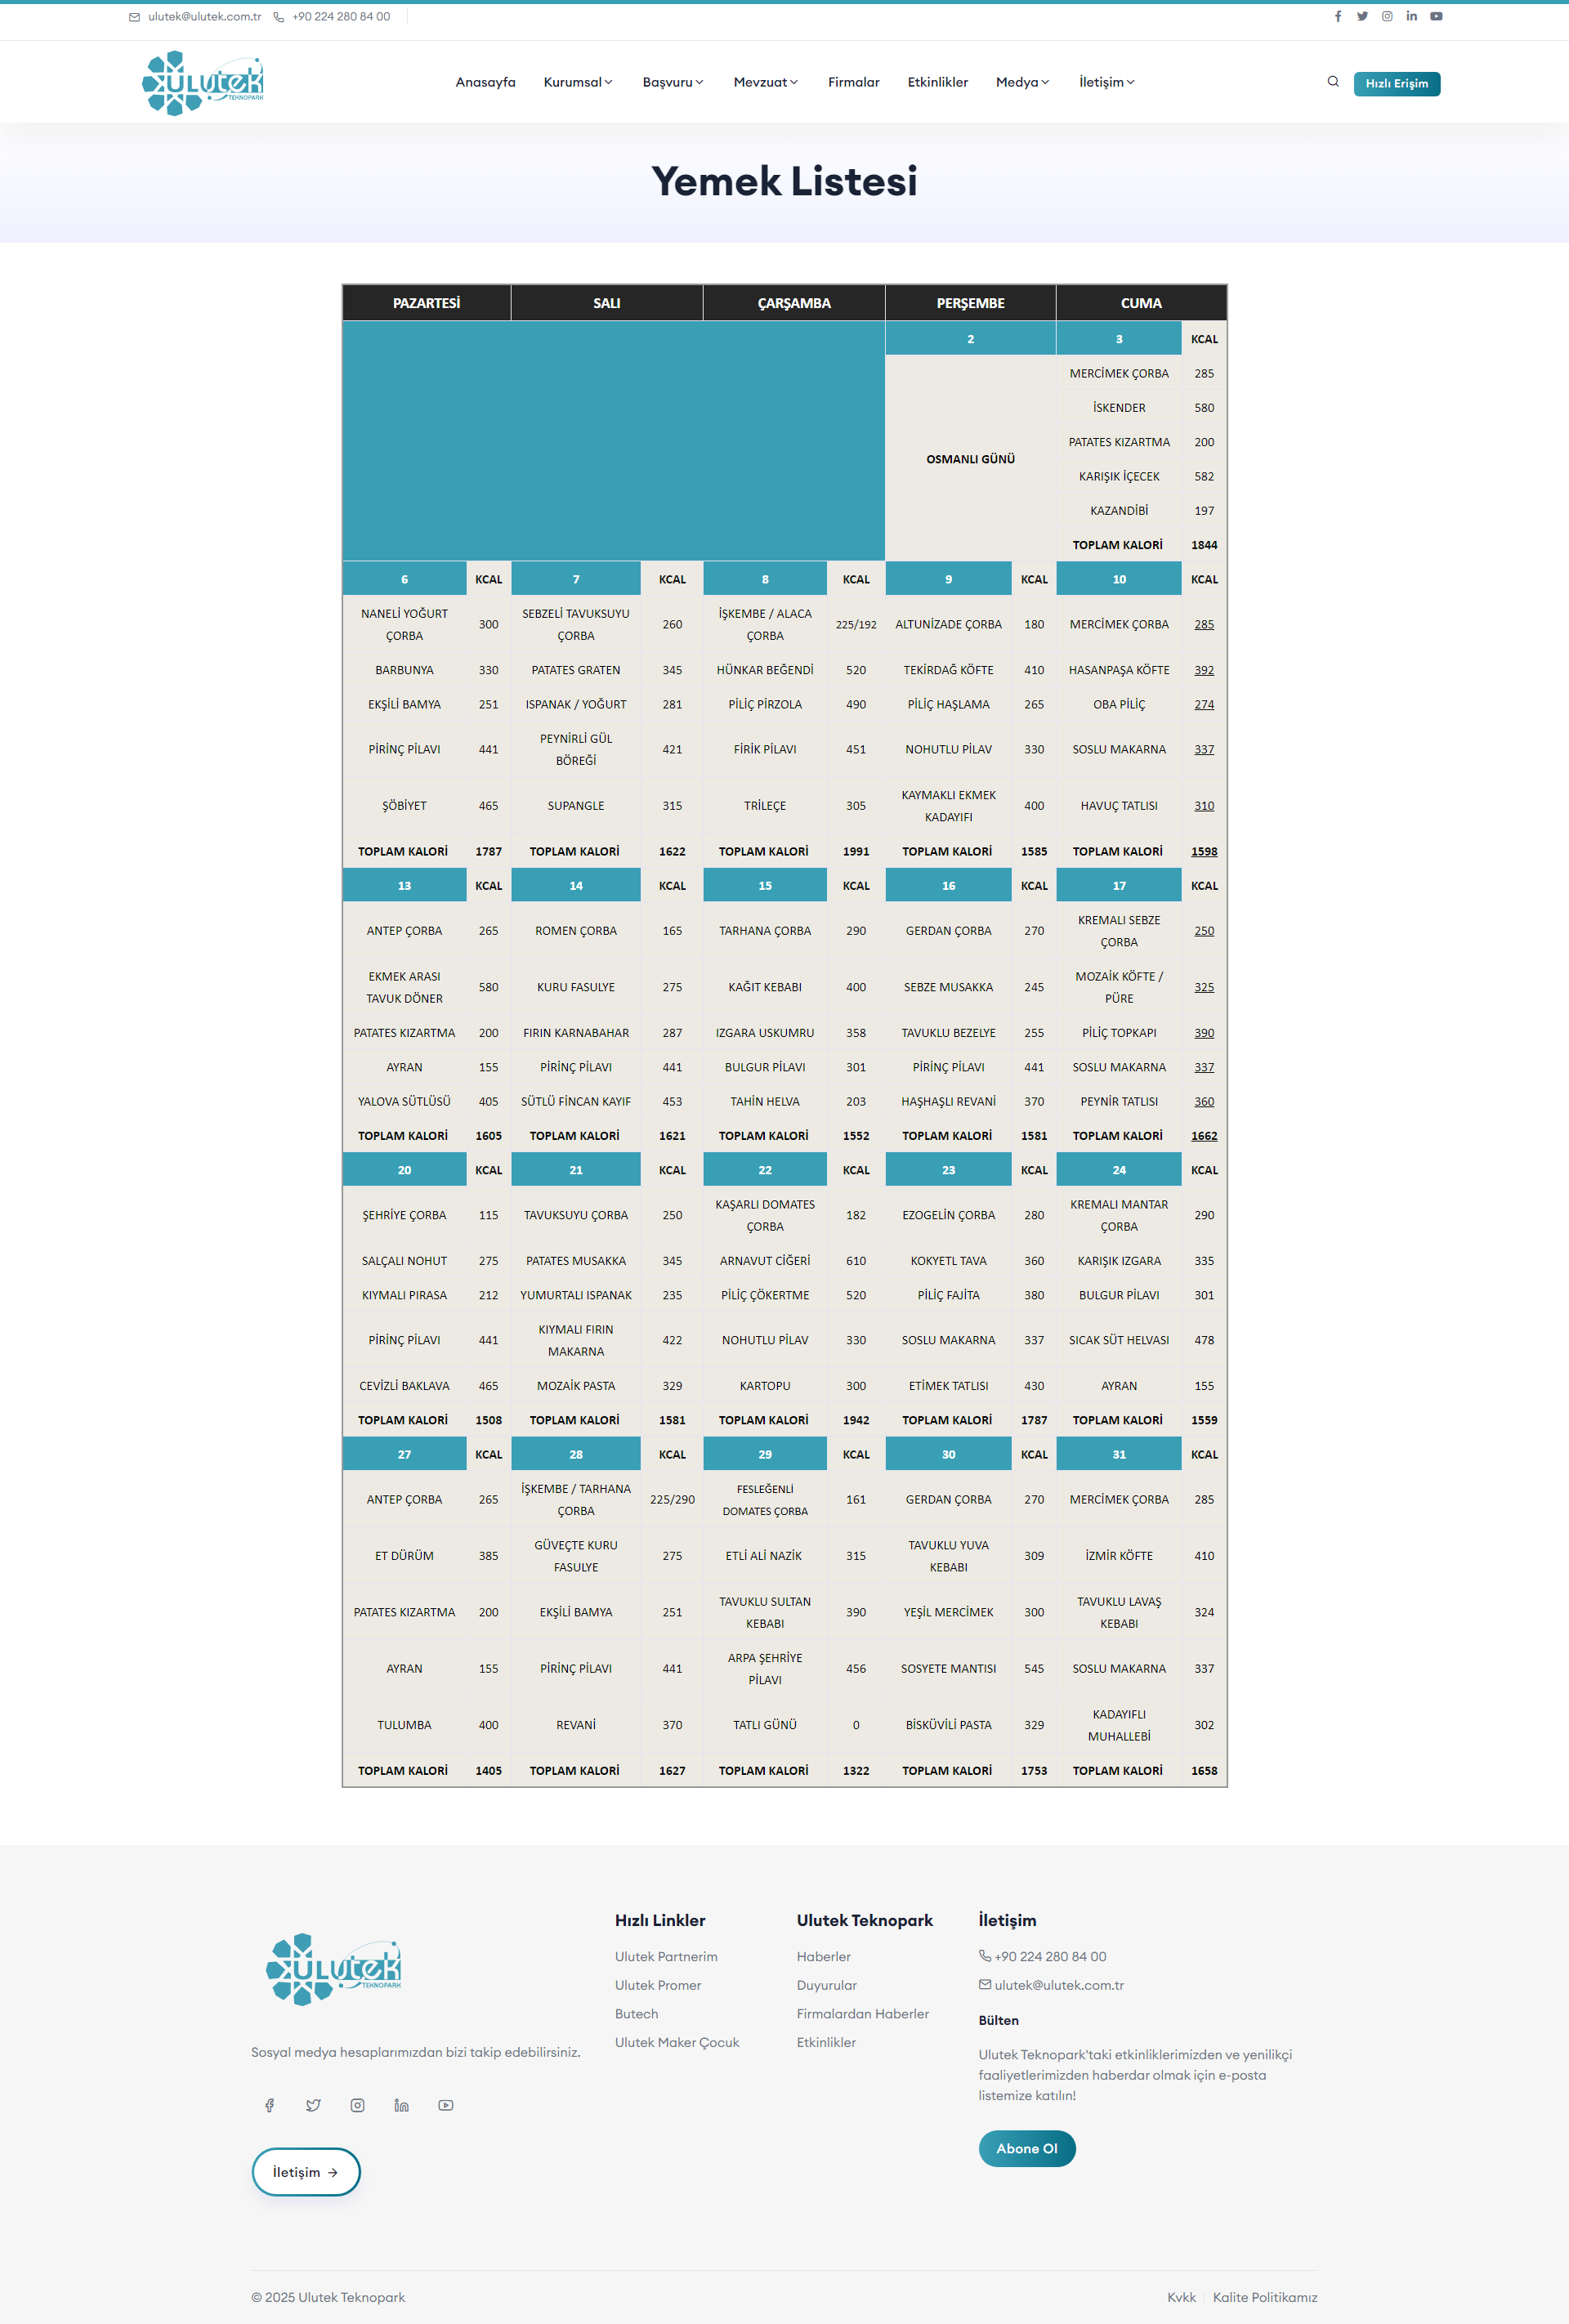 ulutek@ulutek.com.tr +90 224 280 84 00
ulutek
TEKNOPARK
Anasayfa Kurumsal Başvuru Mevzuat Firmalar Etkinlikler Medya İletişim Hızlı Erişim
Yemek Listesi
PAZARTESİ SALI ÇARŞAMBA PERŞEMBE CUMA
2 3 KCAL
MERCİMEK ÇORBA 285
İSKENDER 580
PATATES KIZARTMA 200
OSMANLI GÜNÜ
KARIŞIK İÇECEK 582
KAZANDİBİ 197
TOPLAM KALORİ 1844
6 KCAL 7 KCAL 8 KCAL 9 KCAL 10 KCAL
NANELİ YOĞURT ÇORBA 300 SEBZELİ TAVUKSUYU ÇORBA 260 İŞKEMBE / ALACA ÇORBA 225/192 ALTUNİZADE ÇORBA 180 MERCİMEK ÇORBA 285
BARBUNYA 330 PATATES GRATEN 345 HÜNKAR BEĞENDİ 520 TEKİRDAĞ KÖFTE 410 HASANPAŞA KÖFTE 392
EKŞİLİ BAMYA 251 ISPANAK / YOĞURT 281 PİLİÇ PİRZOLA 490 PİLİÇ HAŞLAMA 265 OBA PİLİÇ 274
PİRİNÇ PİLAVI 441 PEYNİRLİ GÜL BÖREĞİ 421 FİRİK PİLAVI 451 NOHUTLU PİLAV 330 SOSLU MAKARNA 337
ŞÖBİYET 465 SUPANGLE 315 TRİLEÇE 305 KAYMAKLI EKMEK KADAYIFI 400 HAVUÇ TATLISI 310
TOPLAM KALORİ 1787 TOPLAM KALORİ 1622 TOPLAM KALORİ 1991 TOPLAM KALORİ 1585 TOPLAM KALORİ 1598
13 KCAL 14 KCAL 15 KCAL 16 KCAL 17 KCAL
ANTEP ÇORBA 265 ROMEN ÇORBA 165 TARHANA ÇORBA 290 GERDAN ÇORBA 270 KREMALI SEBZE ÇORBA 250
EKMEK ARASI TAVUK DÖNER 580 KURU FASULYE 275 KAĞIT KEBABI 400 SEBZE MUSAKKA 245 MOZAİK KÖFTE / PÜRE 325
PATATES KIZARTMA 200 FIRIN KARNABAHAR 287 IZGARA USKUMRU 358 TAVUKLU BEZELYE 255 PİLİÇ TOPKAPI 390
AYRAN 155 PİRİNÇ PİLAVI 441 BULGUR PİLAVI 301 PİRİNÇ PİLAVI 441 SOSLU MAKARNA 337
YALOVA SÜTLÜSÜ 405 SÜTLÜ FİNCAN KAYIF 453 TAHİN HELVA 203 HAŞHAŞLI REVANİ 370 PEYNİR TATLISI 360
TOPLAM KALORİ 1605 TOPLAM KALORİ 1621 TOPLAM KALORİ 1552 TOPLAM KALORİ 1581 TOPLAM KALORİ 1662
20 KCAL 21 KCAL 22 KCAL 23 KCAL 24 KCAL
ŞEHRİYE ÇORBA 115 TAVUKSUYU ÇORBA 250 KAŞARLI DOMATES ÇORBA 182 EZOGELİN ÇORBA 280 KREMALI MANTAR ÇORBA 290
SALÇALI NOHUT 275 PATATES MUSAKKA 345 ARNAVUT CİĞERİ 610 KOKYETL TAVA 360 KARIŞIK IZGARA 335
KIYMALI PIRASA 212 YUMURTALI ISPANAK 235 PİLİÇ ÇÖKERTME 520 PİLİÇ FAJİTA 380 BULGUR PİLAVI 301
PİRİNÇ PİLAVI 441 KIYMALI FIRIN MAKARNA 422 NOHUTLU PİLAV 330 SOSLU MAKARNA 337 SICAK SÜT HELVASI 478
CEVİZLİ BAKLAVA 465 MOZAİK PASTA 329 KARTOPU 300 ETİMEK TATLISI 430 AYRAN 155
TOPLAM KALORİ 1508 TOPLAM KALORİ 1581 TOPLAM KALORİ 1942 TOPLAM KALORİ 1787 TOPLAM KALORİ 1559
27 KCAL 28 KCAL 29 KCAL 30 KCAL 31 KCAL
ANTEP ÇORBA 265 İŞKEMBE / TARHANA ÇORBA 225/290 FESLEĞENLİ DOMATES ÇORBA 161 GERDAN ÇORBA 270 MERCİMEK ÇORBA 285
ET DÜRÜM 385 GÜVEÇTE KURU FASULYE 275 ETLİ ALİ NAZİK 315 TAVUKLU YUVA KEBABI 309 İZMİR KÖFTE 410
PATATES KIZARTMA 200 EKŞİLİ BAMYA 251 TAVUKLU SULTAN KEBABI 390 YEŞİL MERCİMEK 300 TAVUKLU LAVAŞ KEBABI 324
AYRAN 155 PİRİNÇ PİLAVI 441 ARPA ŞEHRİYE PİLAVI 456 SOSYETE MANTISI 545 SOSLU MAKARNA 337
TULUMBA 400 REVANİ 370 TATLI GÜNÜ 0 BİSKÜVİLİ PASTA 329 KADAYIFLI MUHALLEBİ 302
TOPLAM KALORİ 1405 TOPLAM KALORİ 1627 TOPLAM KALORİ 1322 TOPLAM KALORİ 1753 TOPLAM KALORİ 1658
ulutek
TEKNOPARK
Sosyal medya hesaplarımızdan bizi takip edebilirsiniz.
İletişim
Hızlı Linkler
Ulutek Partnerim
Ulutek Promer
Butech
Ulutek Maker Çocuk
Ulutek Teknopark
Haberler
Duyurular
Firmalardan Haberler
Etkinlikler
İletişim
+90 224 280 84 00
ulutek@ulutek.com.tr
Bülten
Ulutek Teknopark'taki etkinliklerimizden ve yenilikçi
faaliyetlerimizden haberdar olmak için e-posta
listemize katılın!
Abone Ol
© 2025 Ulutek Teknopark Kvkk Kalite Politikamız